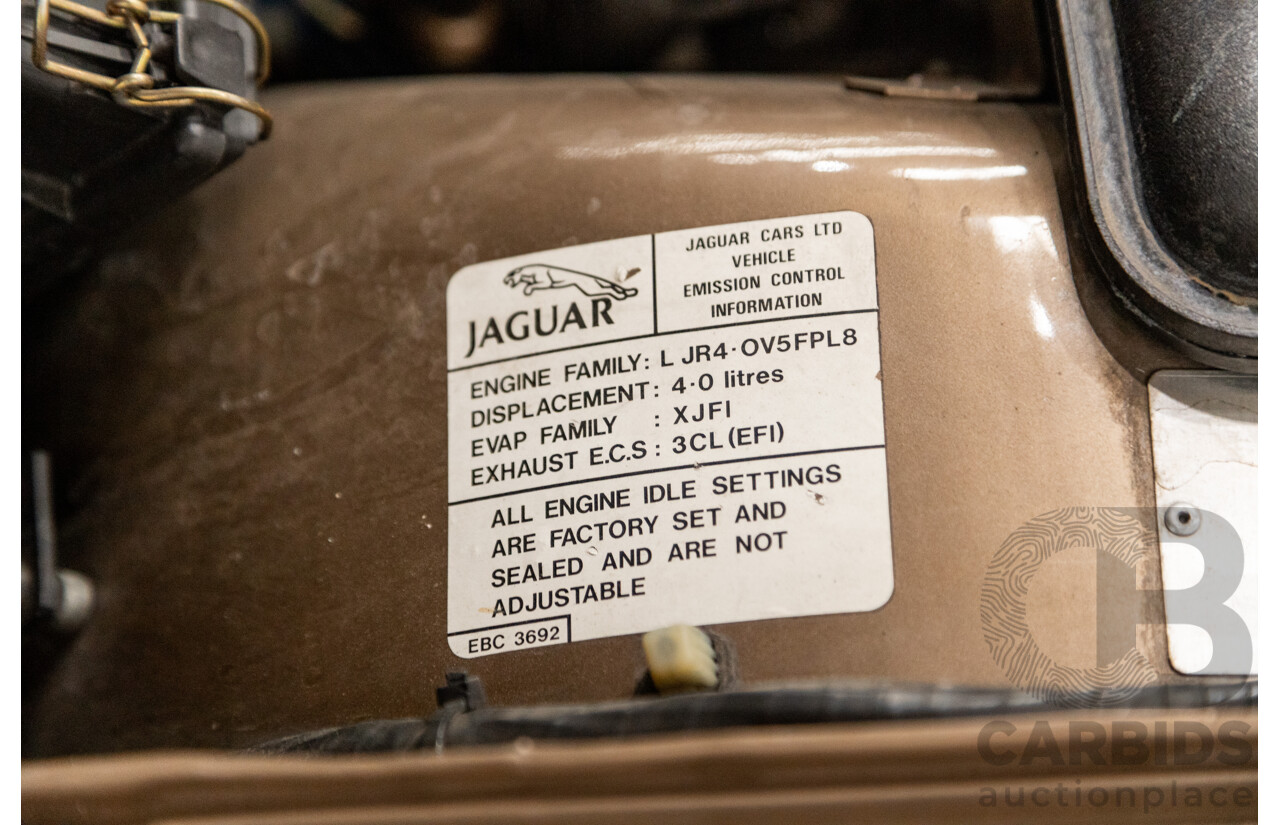 JAGUAR
JAGUAR CARS LTD
VEHICLE
EMISSION CONTROL
INFORMATION
ENGINE FAMILY: L JR4·OV5FPL8
DISPLACEMENT: 4·0 litres
EVAP FAMILY : XJFI
EXHAUST E.C.S : 3CL (EFI)
ALL ENGINE IDLE SETTINGS
ARE FACTORY SET AND
SEALED AND ARE NOT
ADJUSTABLE
EBC 3692
CB
CARBIDS
auctionplace